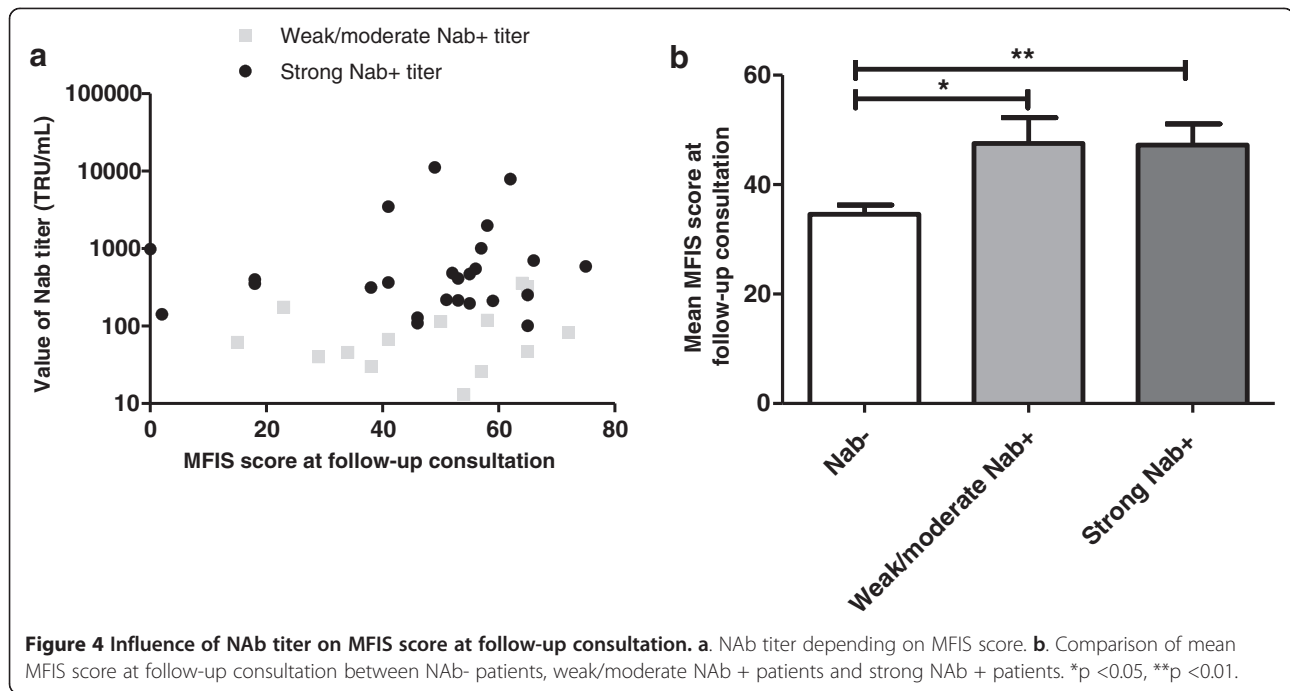 a
Weak/moderate Nab+ titer
Strong Nab+ titer
Value of Nab titer (TRU/mL)
100000
10000
1000
100
10
0 20 40 60 80
MFIS score at follow-up consultation
b
**
*
Mean MFIS score at
follow-up consultation
60
40
20
0
Nab-
Weak/moderate Nab+
Strong Nab+
Figure 4 Influence of NAb titer on MFIS score at follow-up consultation. a. NAb titer depending on MFIS score. b. Comparison of mean
MFIS score at follow-up consultation between NAb- patients, weak/moderate NAb + patients and strong NAb + patients. *p <0.05, **p <0.01.